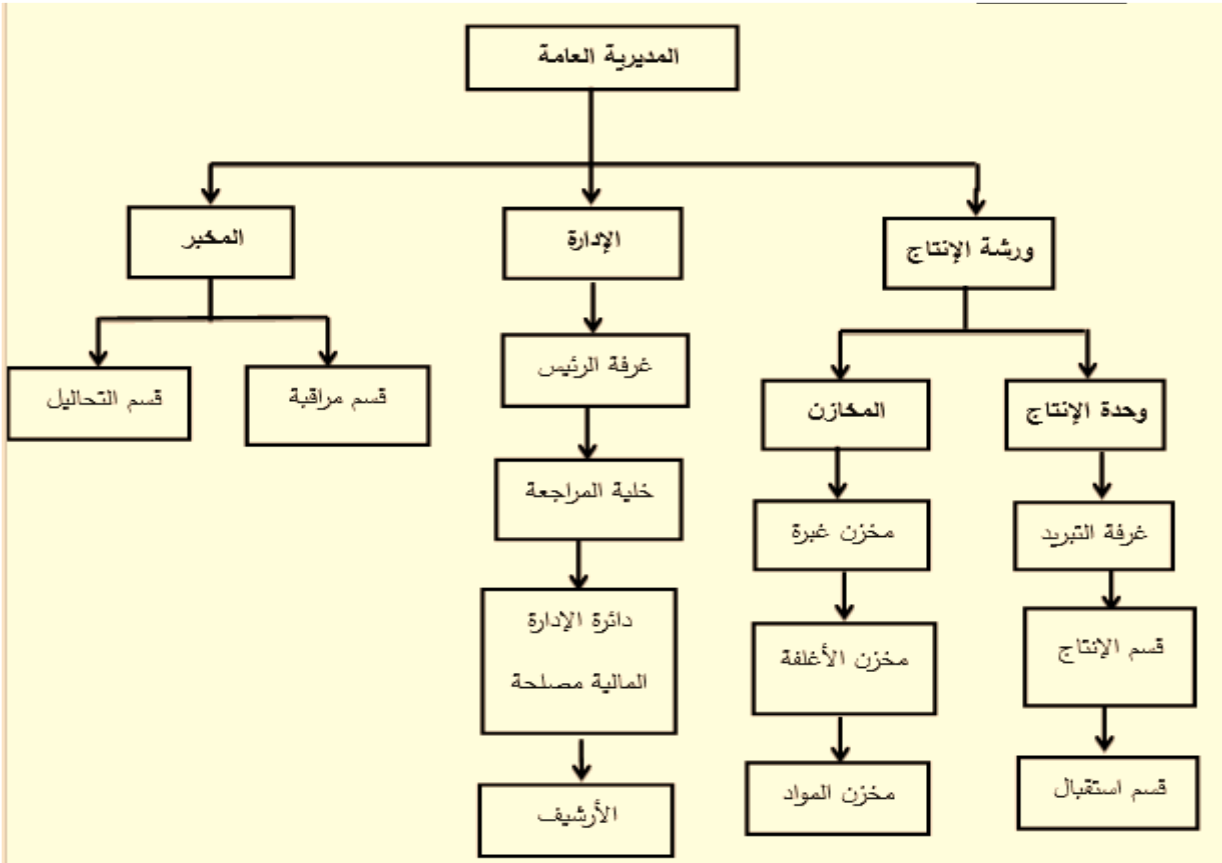 المديرية العامة
ورشة الإنتاج
الإدارة
المخبر
وحدة الإنتاج
المخازن
غرفة الرئيس
قسم مراقبة
قسم التحاليل
غرفة التبريد
مخزن غبرة
خلية المراجعة
قسم الإنتاج
مخزن الأغلفة
دائرة الإدارة
المالية مصلحة
قسم استقبال
مخزن المواد
الأرشيف